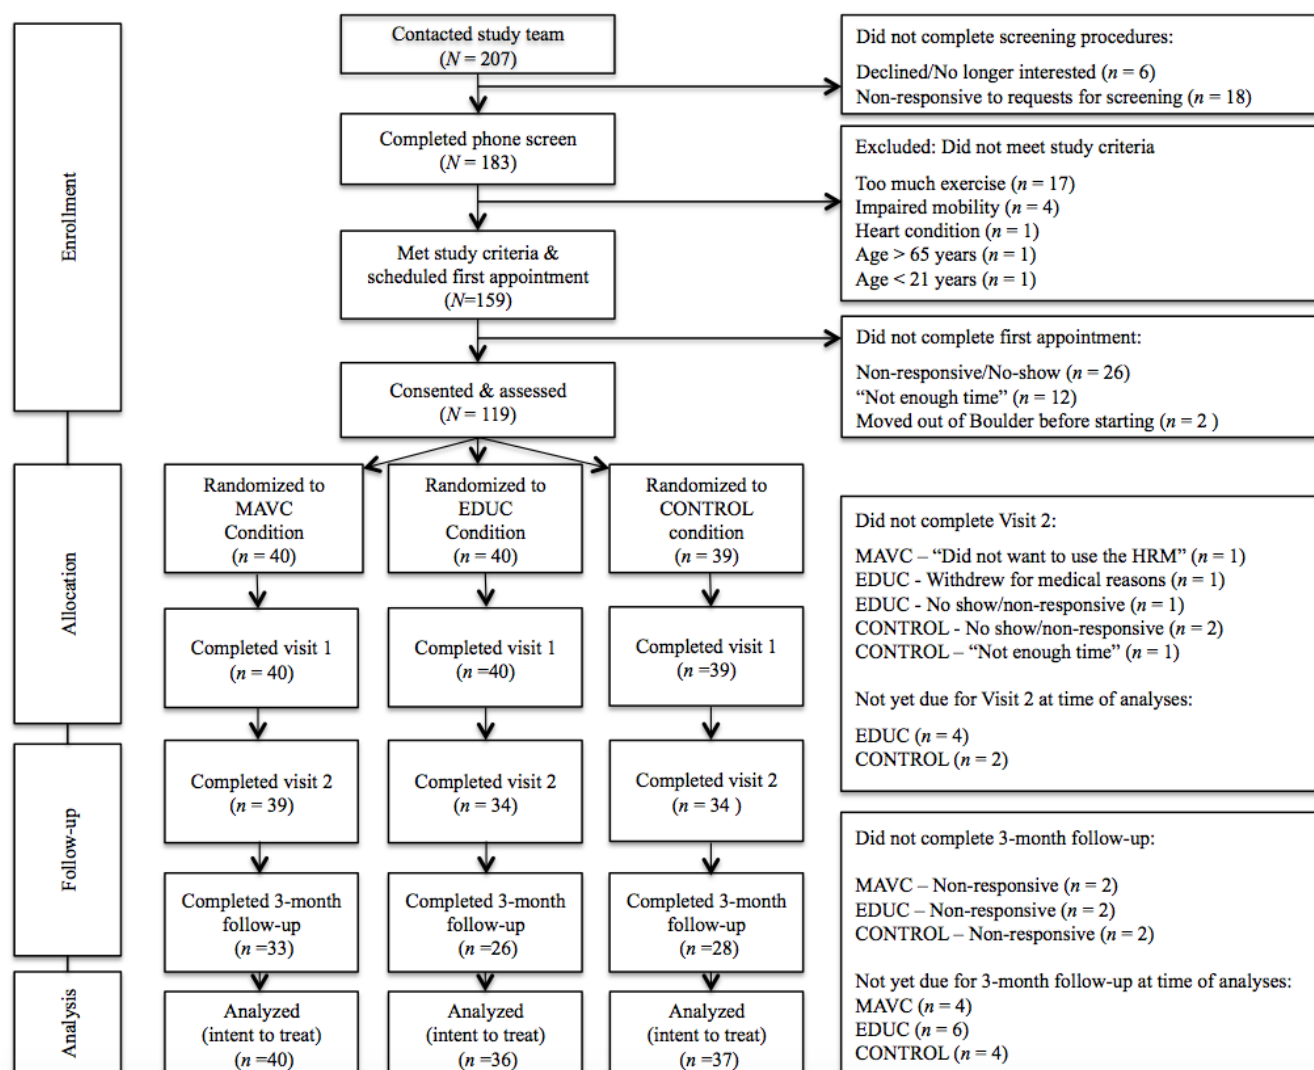 Contacted study team
(N = 207)
Did not complete screening procedures:
Declined/No longer interested (n = 6)
Non-responsive to requests for screening (n = 18)
Enrollment
Completed phone screen
(N = 183)
Excluded: Did not meet study criteria
Too much exercise (n = 17)
Impaired mobility (n = 4)
Heart condition (n = 1)
Age > 65 years (n = 1)
Age < 21 years (n = 1)
Met study criteria &
scheduled first appointment
(N=159)
Did not complete first appointment:
Non-responsive/No-show (n = 26)
“Not enough time” (n = 12)
Moved out of Boulder before starting (n = 2 )
Consented & assessed
(N = 119)
Allocation
Randomized to
MAVC
Condition
(n = 40)
Randomized to
EDUC
Condition
(n = 40)
Randomized to
CONTROL
condition
(n = 39)
Completed visit 1
(n = 40)
Completed visit 1
(n =40)
Completed visit 1
(n =39)
Did not complete Visit 2:
MAVC – “Did not want to use the HRM” (n = 1)
EDUC - Withdrew for medical reasons (n = 1)
EDUC - No show/non-responsive (n = 1)
CONTROL - No show/non-responsive (n = 2)
CONTROL – “Not enough time” (n = 1)
Not yet due for Visit 2 at time of analyses:
EDUC (n = 4)
CONTROL (n = 2)
Follow-up
Completed visit 2
(n = 39)
Completed visit 2
(n = 34)
Completed visit 2
(n = 34 )
Completed 3-month
follow-up
(n =33)
Completed 3-month
follow-up
(n =26)
Completed 3-month
follow-up
(n =28)
Did not complete 3-month follow-up:
MAVC – Non-responsive (n = 2)
EDUC – Non-responsive (n = 2)
CONTROL – Non-responsive (n = 2)
Not yet due for 3-month follow-up at time of analyses:
MAVC (n = 4)
EDUC (n = 6)
CONTROL (n = 4)
Analysis
Analyzed
(intent to treat)
(n =40)
Analyzed
(intent to treat)
(n =36)
Analyzed
(intent to treat)
(n =37)